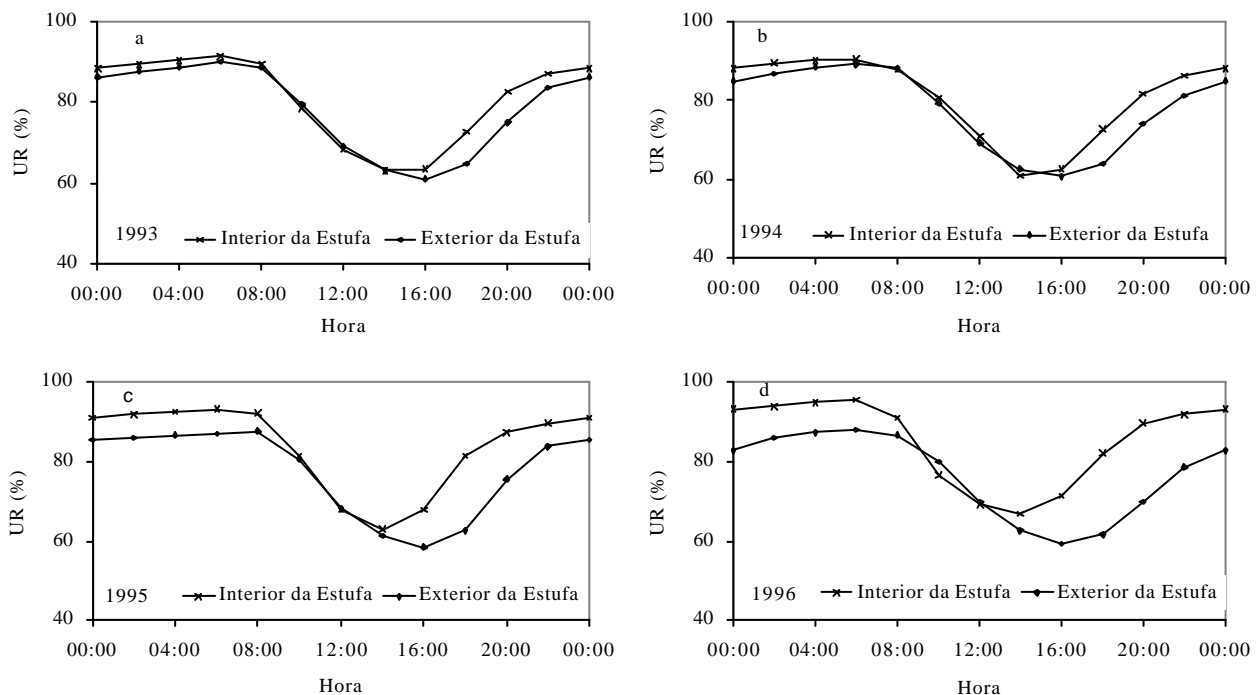 a
100
80
60
40
UR (%)
1993 Interior da Estufa Exterior da Estufa
00:00 04:00 08:00 12:00 16:00 20:00 00:00
Hora
b
100
80
60
40
UR (%)
1994 Interior da Estufa Exterior da Estufa
00:00 04:00 08:00 12:00 16:00 20:00 00:00
Hora
c
100
80
60
40
UR (%)
1995 Interior da Estufa Exterior da Estufa
00:00 04:00 08:00 12:00 16:00 20:00 00:00
Hora
d
100
80
60
40
UR (%)
1996 Interior da Estufa Exterior da Estufa
00:00 04:00 08:00 12:00 16:00 20:00 00:00
Hora